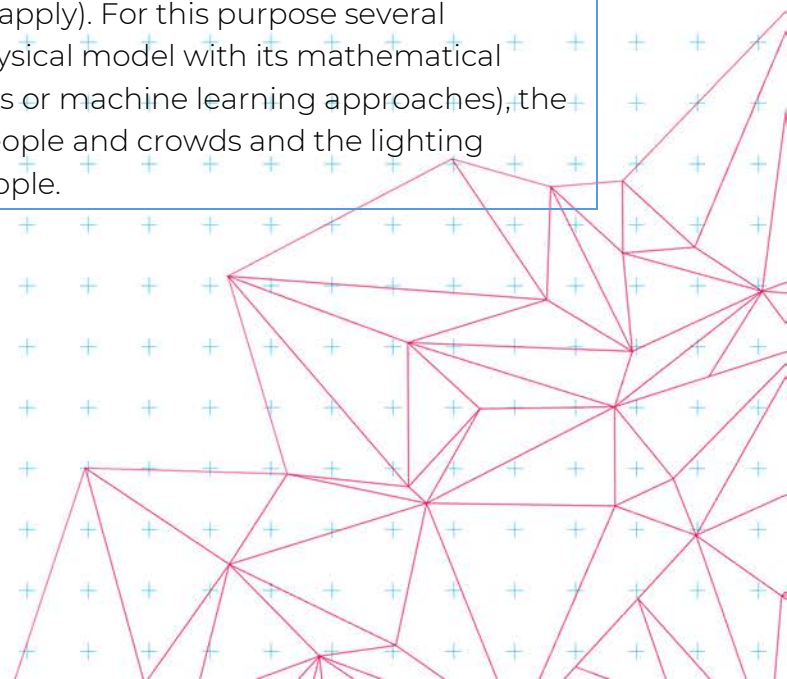 apply). For this purpose several
ysical model with its mathematical
s or machine learning approaches), the
ople and crowds and the lighting
ople.